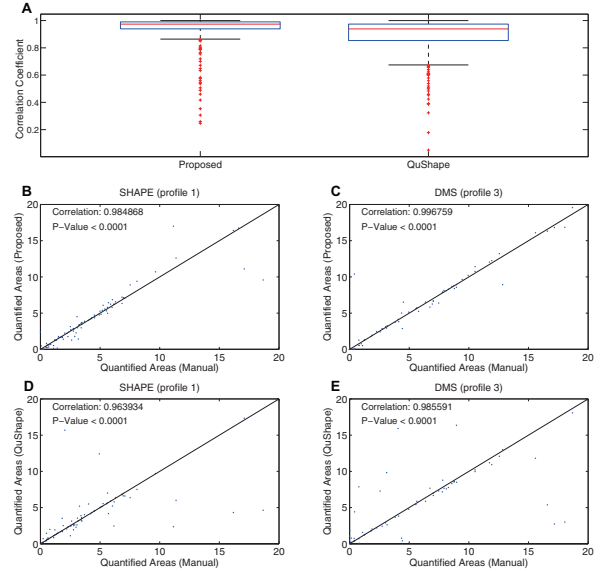 A
Correlation Coefficient
1
0.8
0.6
0.4
0.2
Proposed
QuShape
B
SHAPE (profile 1)
Correlation: 0.984868
P-Value < 0.0001
Quantified Areas (Proposed)
20
15
10
5
0
0 5 10 15 20
Quantified Areas (Manual)
C
DMS (profile 3)
Correlation: 0.996759
P-Value < 0.0001
Quantified Areas (Proposed)
20
15
10
5
0
0 5 10 15 20
Quantified Areas (Manual)
D
SHAPE (profile 1)
Correlation: 0.963934
P-Value < 0.0001
Quantified Areas (QuShape)
20
15
10
5
0
0 5 10 15 20
Quantified Areas (Manual)
E
DMS (profile 3)
Correlation: 0.985591
P-Value < 0.0001
Quantified Areas (QuShape)
20
15
10
5
0
0 5 10 15 20
Quantified Areas (Manual)